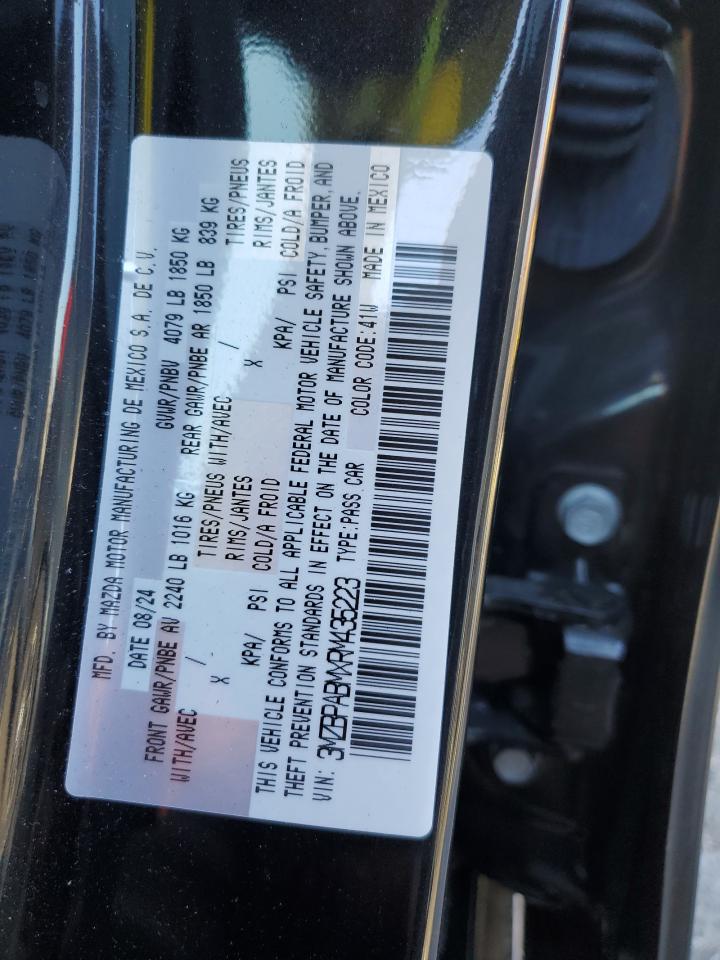 MFD. BY MAZDA MOTOR MANUFACTURING DE MEXICO S.A. DE C.V.
DATE 08/24 GVWR/PNBV 4079 LB 1850 KG
FRONT GAWR/PNBE AV 2240 LB 1016 KG REAR GAWR/PNBE AR 1850 LB 839 KG
WITH/AVEC / TIRES/PNEUS WITH/AVEC / TIRES/PNEUS
X RIMS/JANTES X RIMS/JANTES
KPA/ PSI COLD/A FROID KPA/ PSI COLD/A FROID
THIS VEHICLE CONFORMS TO ALL APPLICABLE FEDERAL MOTOR VEHICLE SAFETY, BUMPER, AND
THEFT PREVENTION STANDARDS IN EFFECT ON THE DATE OF MANUFACTURE SHOWN ABOVE.
VIN: 3MZBPABMXRM435223 TYPE:PASS CAR COLOR CODE:41W MADE IN MEXICO